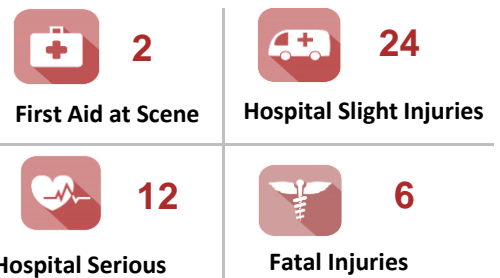 2
First Aid at Scene
24
Hospital Slight Injuries
12
Hospital Serious
6
Fatal Injuries